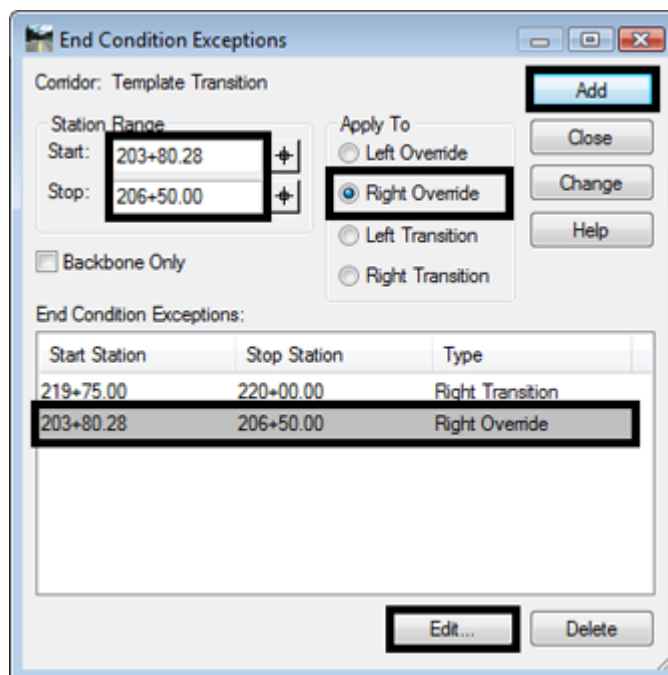 End Condition Exceptions
Corridor: Template Transition
Add
Station Range
Apply To
Start: 203+80.28
Left Override
Close
Stop: 206+50.00
Right Override
Change
Left Transition
Help
Backbone Only
Right Transition
End Condition Exceptions:
Start Station Stop Station Type
219+75.00 220+00.00 Right Transition
203+80.28 206+50.00 Right Override
Edit... Delete